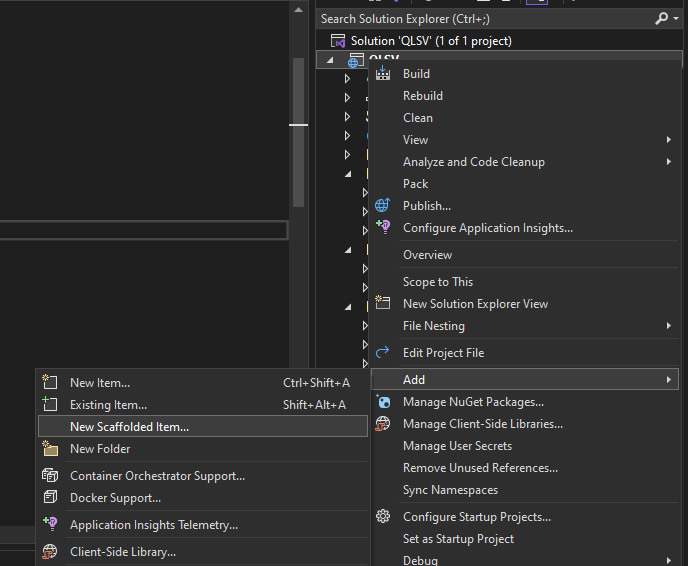 Search Solution Explorer (Ctrl+;)
Solution 'QLSV' (1 of 1 project)
QLSV
Build
Rebuild
Clean
View
Analyze and Code Cleanup
Pack
Publish...
Configure Application Insights...
Overview
Scope to This
New Solution Explorer View
File Nesting
Edit Project File
Add
Manage NuGet Packages...
Manage Client-Side Libraries...
Manage User Secrets
Remove Unused References...
Sync Namespaces
Configure Startup Projects...
Set as Startup Project
Debug
New Item... Ctrl+Shift+A
Existing Item... Shift+Alt+A
New Scaffolded Item...
New Folder
Container Orchestrator Support...
Docker Support...
Application Insights Telemetry...
Client-Side Library...